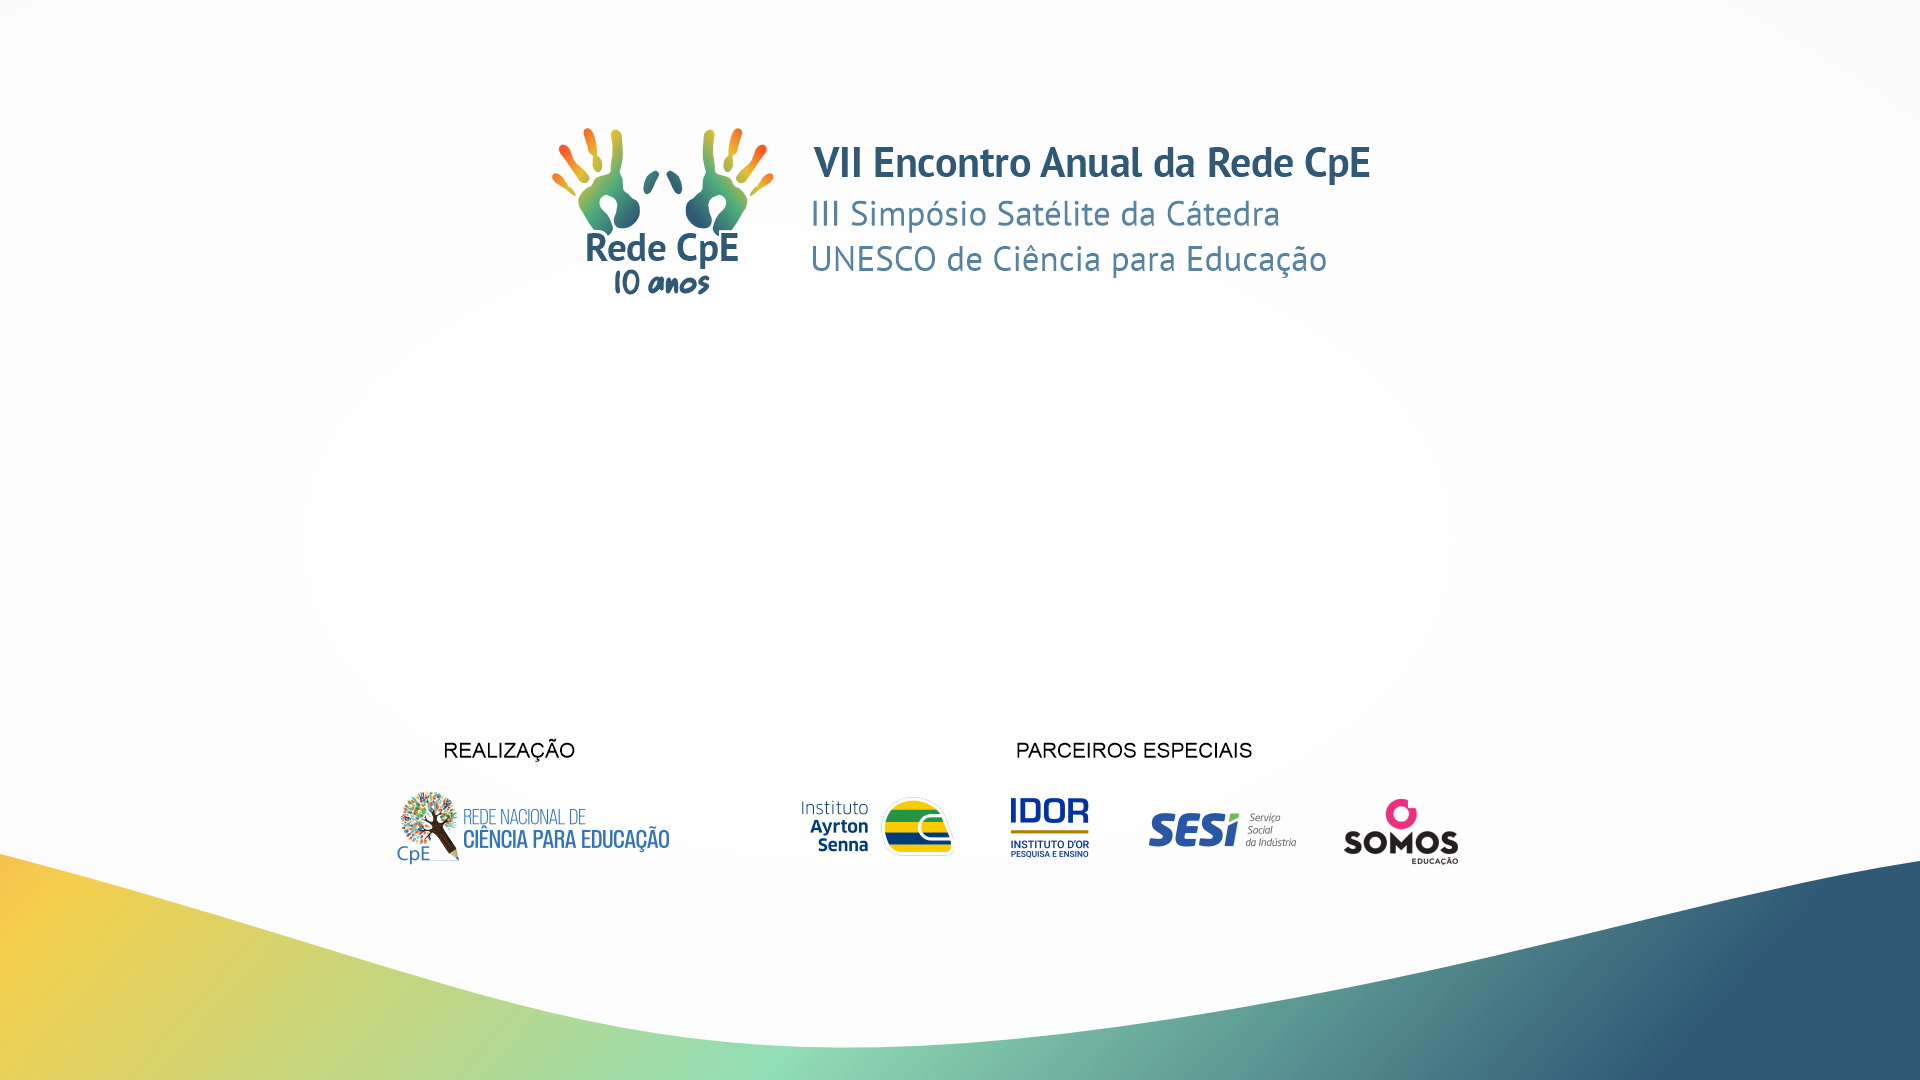 VII Encontro Anual da Rede CpE
III Simpósio Satélite da Cátedra
UNESCO de Ciência para Educação
Rede CpE
10 anos
REALIZAÇÃO
CpE
REDE NACIONAL DE
CIÊNCIA PARA EDUCAÇÃO
PARCEIROS ESPECIAIS
Instituto
Ayrton
Senna
IDOR
INSTITUTO D'OR
PESQUISA E ENSINO
SESI
Serviço
Social
da Indústria
SOMOS
EDUCAÇÃO